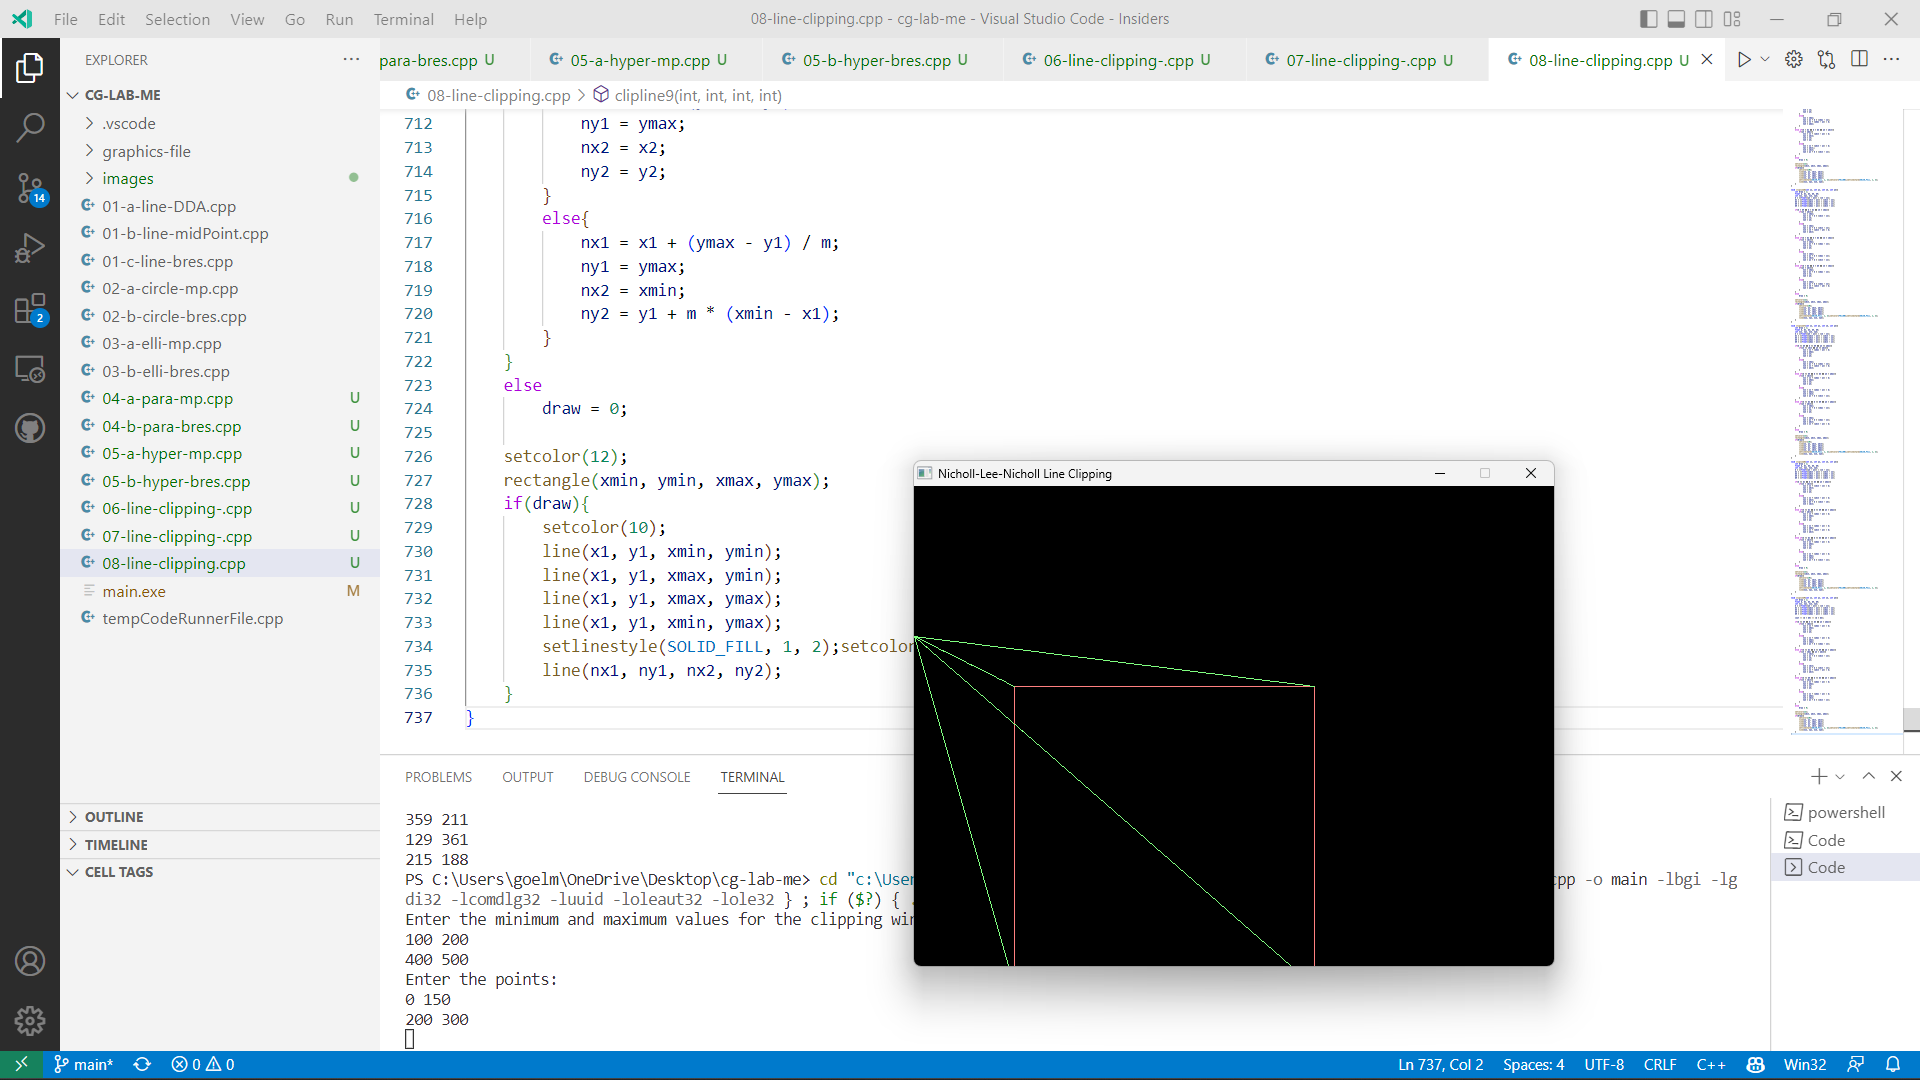 File Edit Selection View Go Run Terminal Help
08-line-clipping.cpp - cg-lab-me - Visual Studio Code - Insiders
EXPLORER
para-bres.cpp U
05-a-hyper-mp.cpp U
05-b-hyper-bres.cpp U
06-line-clipping-.cpp U
07-line-clipping-.cpp U
08-line-clipping.cpp U
08-line-clipping.cpp > clipline9(int, int, int, int)
CG-LAB-ME
.vscode
graphics-file
images
01-a-line-DDA.cpp
01-b-line-midPoint.cpp
01-c-line-bres.cpp
02-a-circle-mp.cpp
02-b-circle-bres.cpp
03-a-elli-mp.cpp
03-b-elli-bres.cpp
04-a-para-mp.cpp U
04-b-para-bres.cpp U
05-a-hyper-mp.cpp U
05-b-hyper-bres.cpp U
06-line-clipping-.cpp U
07-line-clipping-.cpp U
08-line-clipping.cpp U
main.exe M
tempCodeRunnerFile.cpp
OUTLINE
TIMELINE
CELL TAGS
14
2
712 ny1 = ymax;
713 nx2 = x2;
714 ny2 = y2;
715 }
716 else{
717 nx1 = x1 + (ymax - y1) / m;
718 ny1 = ymax;
719 nx2 = xmin;
720 ny2 = y1 + m * (xmin - x1);
721 }
722 }
723 else
724 draw = 0;
725
726 setcolor(12);
727 rectangle(xmin, ymin, xmax, ymax);
728 if(draw){
729 setcolor(10);
730 line(x1, y1, xmin, ymin);
731 line(x1, y1, xmax, ymin);
732 line(x1, y1, xmax, ymax);
733 line(x1, y1, xmin, ymax);
734 setlinestyle(SOLID_FILL, 1, 2);setcolor
735 line(nx1, ny1, nx2, ny2);
736 }
737 }
Nicholl-Lee-Nicholl Line Clipping
PROBLEMS OUTPUT DEBUG CONSOLE TERMINAL
359 211
129 361
215 188
PS C:\Users\goelm\OneDrive\Desktop\cg-lab-me> cd "c:\User pp -o main -lbgi -lg
di32 -lcomdlg32 -luuid -loleaut32 -lole32 } ; if ($?) {
Enter the minimum and maximum values for the clipping win
100 200
400 500
Enter the points:
0 150
200 300
powershell
Code
Code
main* 0 0 Ln 737, Col 2 Spaces: 4 UTF-8 CRLF C++ Win32